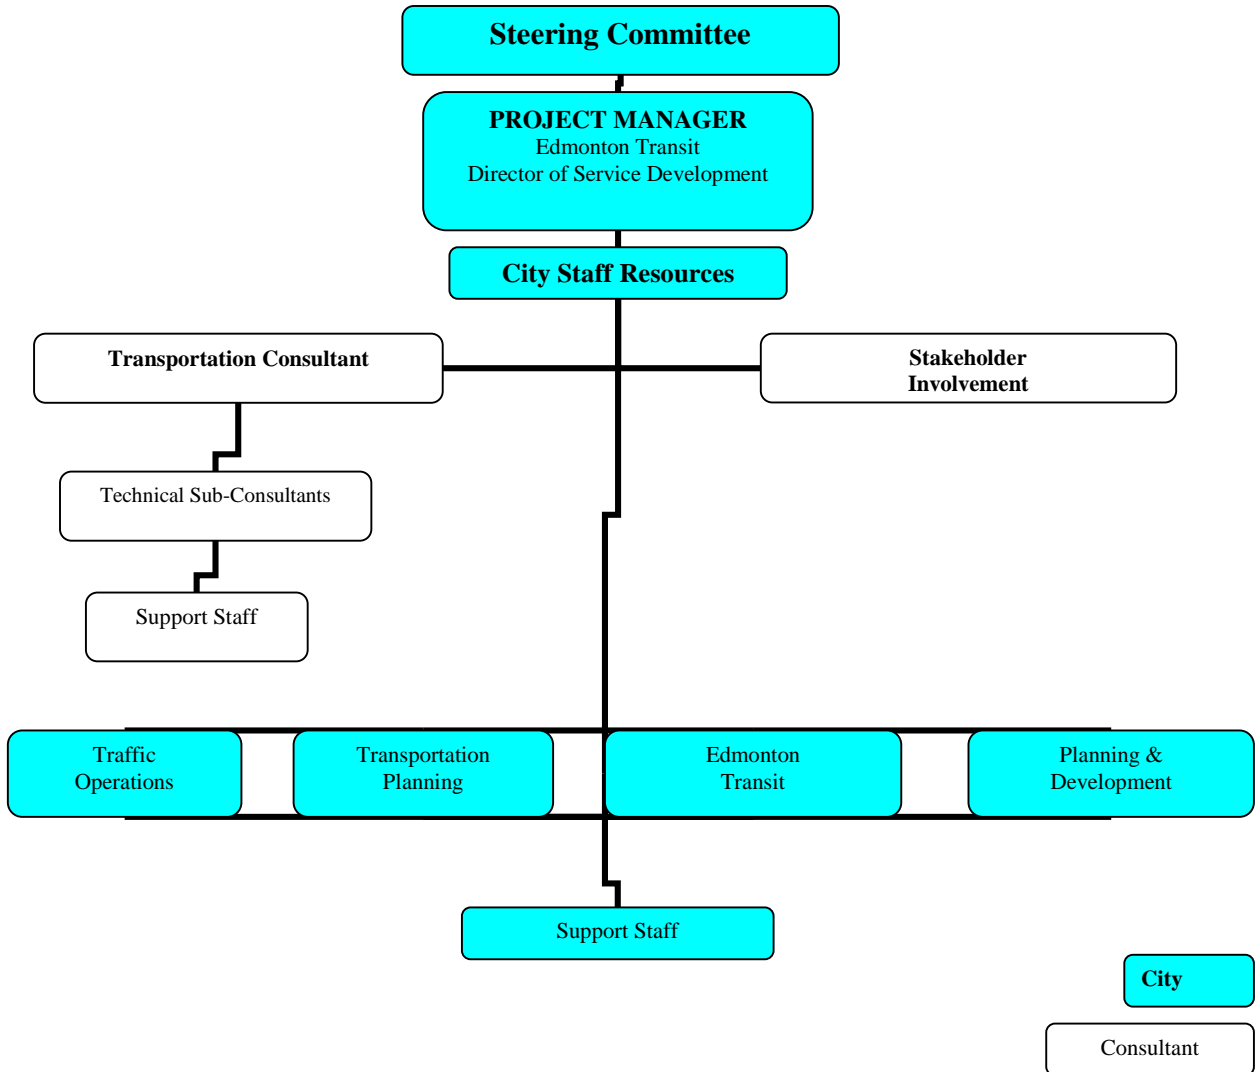 Steering Committee
PROJECT MANAGER
Edmonton Transit
Director of Service Development
City Staff Resources
Transportation Consultant
Stakeholder
Involvement
Technical Sub-Consultants
Support Staff
Traffic
Operations
Transportation
Planning
Edmonton
Transit
Planning &
Development
Support Staff
City
Consultant